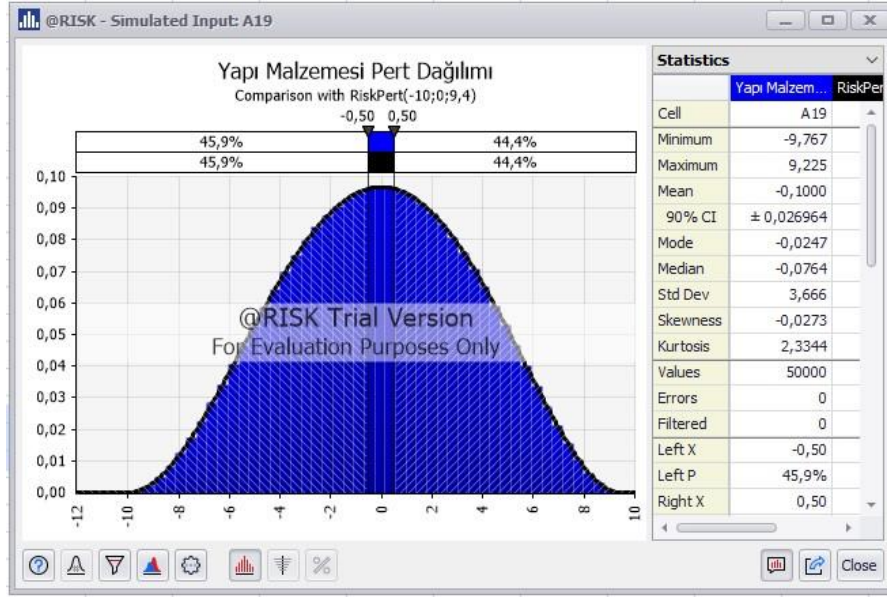 @RISK - Simulated Input: A19
Yapı Malzemesi Pert Dağılımı
Comparison with RiskPert(-10;0;9,4)
-0,50 0,50
45,9% 44,4%
45,9% 44,4%
0,10
0,09
0,08
0,07
0,06
0,05
0,04
0,03
0,02
0,01
0,00
-12 -10 -8 -6 -4 -2 0 2 4 6 8 10
@RISK Trial Version
For Evaluation Purposes Only
Statistics
Yapı Malzem... RiskPer
Cell A19
Minimum -9,767
Maximum 9,225
Mean -0,1000
90% CI ± 0,026964
Mode -0,0247
Median -0,0764
Std Dev 3,666
Skewness -0,0273
Kurtosis 2,3344
Values 50000
Errors 0
Filtered 0
Left X -0,50
Left P 45,9%
Right X 0,50
Close